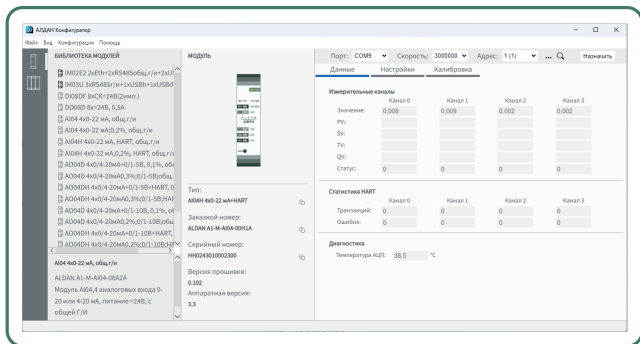 АЛДАН Конфигуратор
Файл Вид Конфигурация Помощь
БИБЛИОТЕКА МОДУЛЕЙ
IM02E2 2xEth+2xRS485общ.г/и+2xUS
IM03U 3xRS485г/и+1xUSBh+1xUSBd
DI08DF 8xСК=24В(2имп.)
DO08D 8x=24В, 0,5А
AI04 4x0-22 мА, общ.г/и
AI04 4x0-22 мА;0,2%, общ.г/и
AI04H 4x0-22 мА, HART, общ.г/и
AI04H 4x0-22 мА,0,2%, HART, общ.г/и
AO04D 4x0/4-20мА+0/1-5В, 0,1%, об
AO04D 4x0/4-20мА0,3%;0/1-5В;общ.
AO04DH 4x0/4-20мА+0/1-5В+HART, 0
AO04DH 4x0/4-20мА0,3%;0/1-5В;HAR
AO04D 4x0/4-20мА+0/1-10В, 0,1%, об
AO04D 4x0/4-20мА0,2%;0/1-10В;общ
AO04DH 4x0/4-20мА+0/1-10В+HART,
AO04DH 4x0/4-20мА0,2%;0/1-10В;HA
AI04 4x0-22 мА, общ.г/и
ALDAN A1-M-AI04-00A2A
Модуль AI04,4 аналоговых входа 0-
20 или 4-20 мА, питание =24В, с
общей Г/И
МОДУЛЬ
Тип:
AI04H 4x0-22 мА+HART
Заказной номер:
ALDAN A1-M-AI04-00H1A
Серийный номер:
HH0243010002300
Версия прошивки:
0.102
Аппаратная версия:
3.3
Порт: COM9 Скорость: 3000000 Адрес: 1 (1) ... Назначить
Данные Настройки Калибровка
Измерительные каналы
Канал 0 Канал 1 Канал 2 Канал 3
Значение: 0,008 0,009 0,002 0,002
PV:
SV:
TV:
QV:
Статус: 0 0 0 0
Статистика HART
Канал 0 Канал 1 Канал 2 Канал 3
Транзакций: 0 0 0 0
Ошибок: 0 0 0 0
Диагностика
Температура АЦП: 38,5 °C